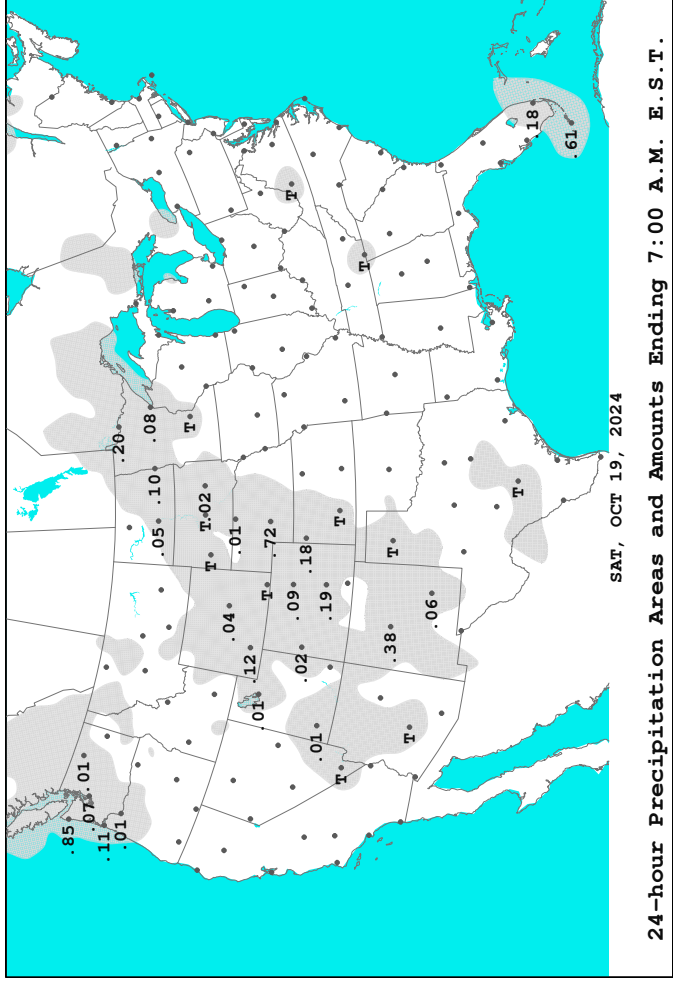 .85
.01
.07
.11
.20
.01
.08
.10
.05
T
T
.02
T
.04
.01
.12
.01
T
.72
T
.09
.02
.18
.01
.19
T
T
T
.38
T
T
.06
T
.18
.61
SAT, OCT 19, 2024
24-hour Precipitation Areas and Amounts Ending 7:00 A.M. E.S.T.